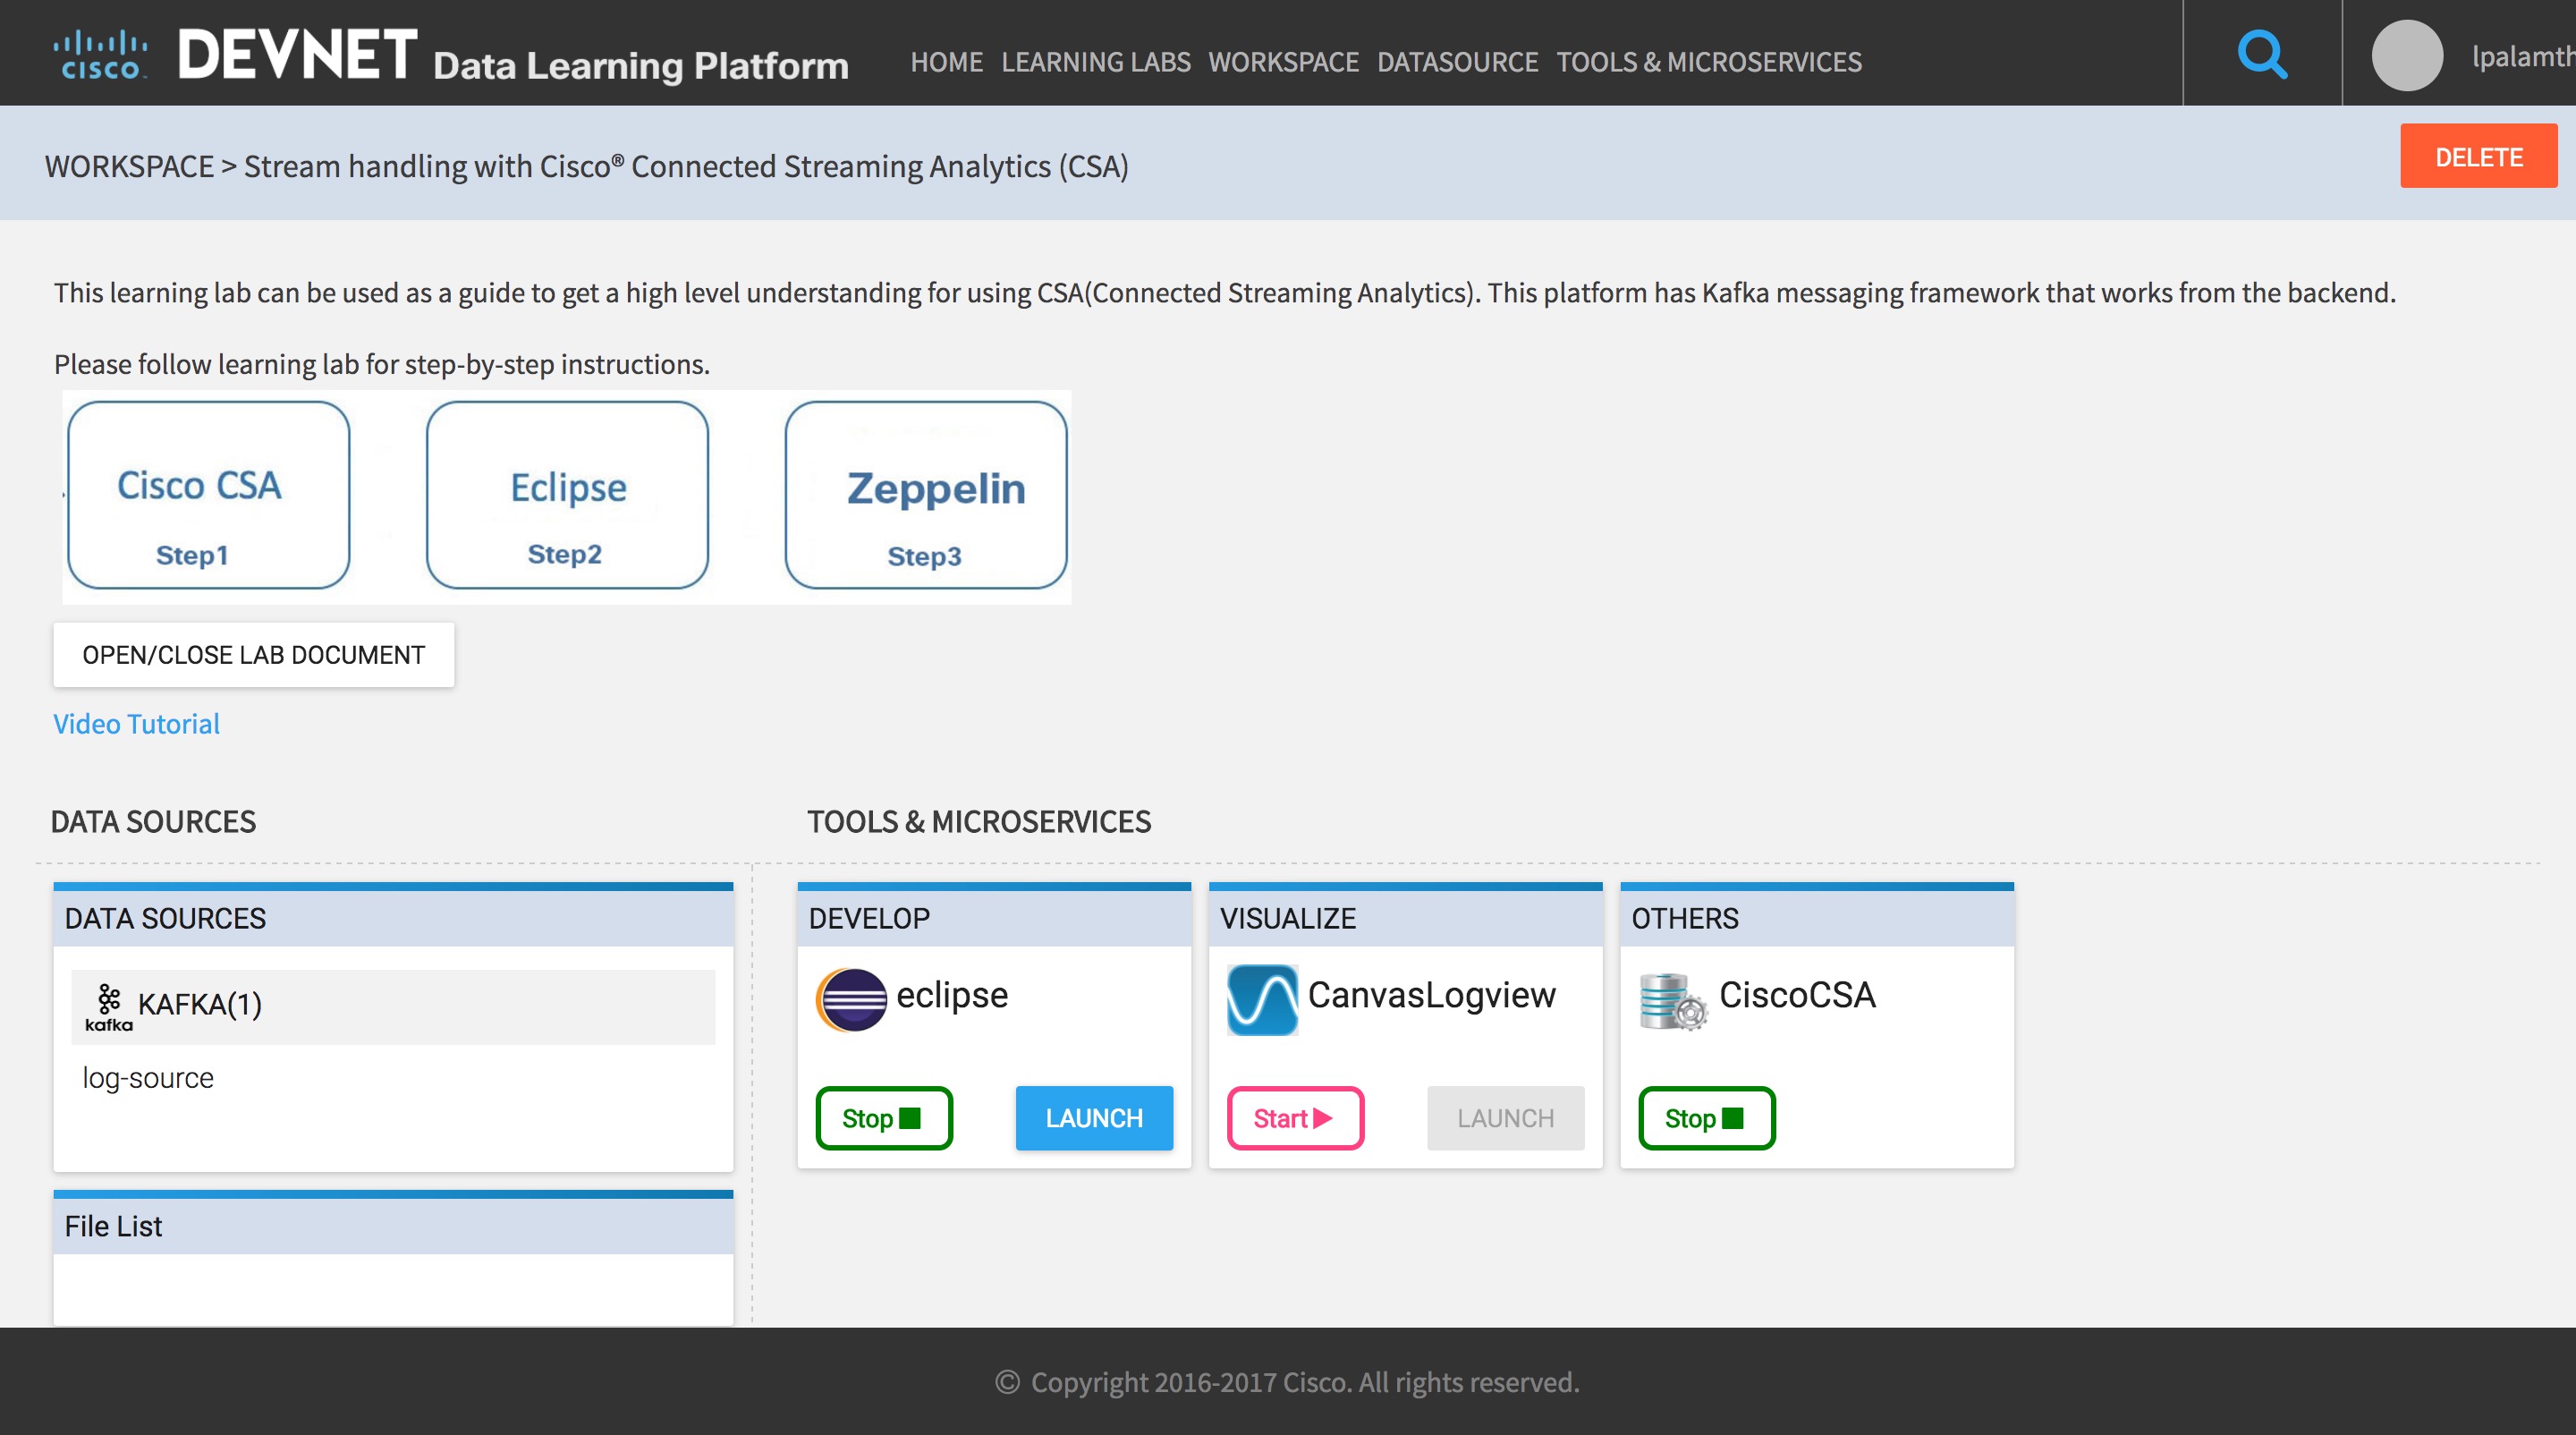 CISCO DEVNET Data Learning Platform HOME LEARNING LABS WORKSPACE DATASOURCE TOOLS & MICROSERVICES lpalamth
WORKSPACE > Stream handling with Cisco® Connected Streaming Analytics (CSA) DELETE
This learning lab can be used as a guide to get a high level understanding for using CSA(Connected Streaming Analytics). This platform has Kafka messaging framework that works from the backend.
Please follow learning lab for step-by-step instructions.
Cisco CSA Eclipse Zeppelin
Step1 Step2 Step3
OPEN/CLOSE LAB DOCUMENT
Video Tutorial
DATA SOURCES TOOLS & MICROSERVICES
DATA SOURCES
kafka KAFKA(1)
log-source
File List
DEVELOP
eclipse
Stop LAUNCH
VISUALIZE
CanvasLogview
Start LAUNCH
OTHERS
CiscoCSA
Stop
© Copyright 2016-2017 Cisco. All rights reserved.